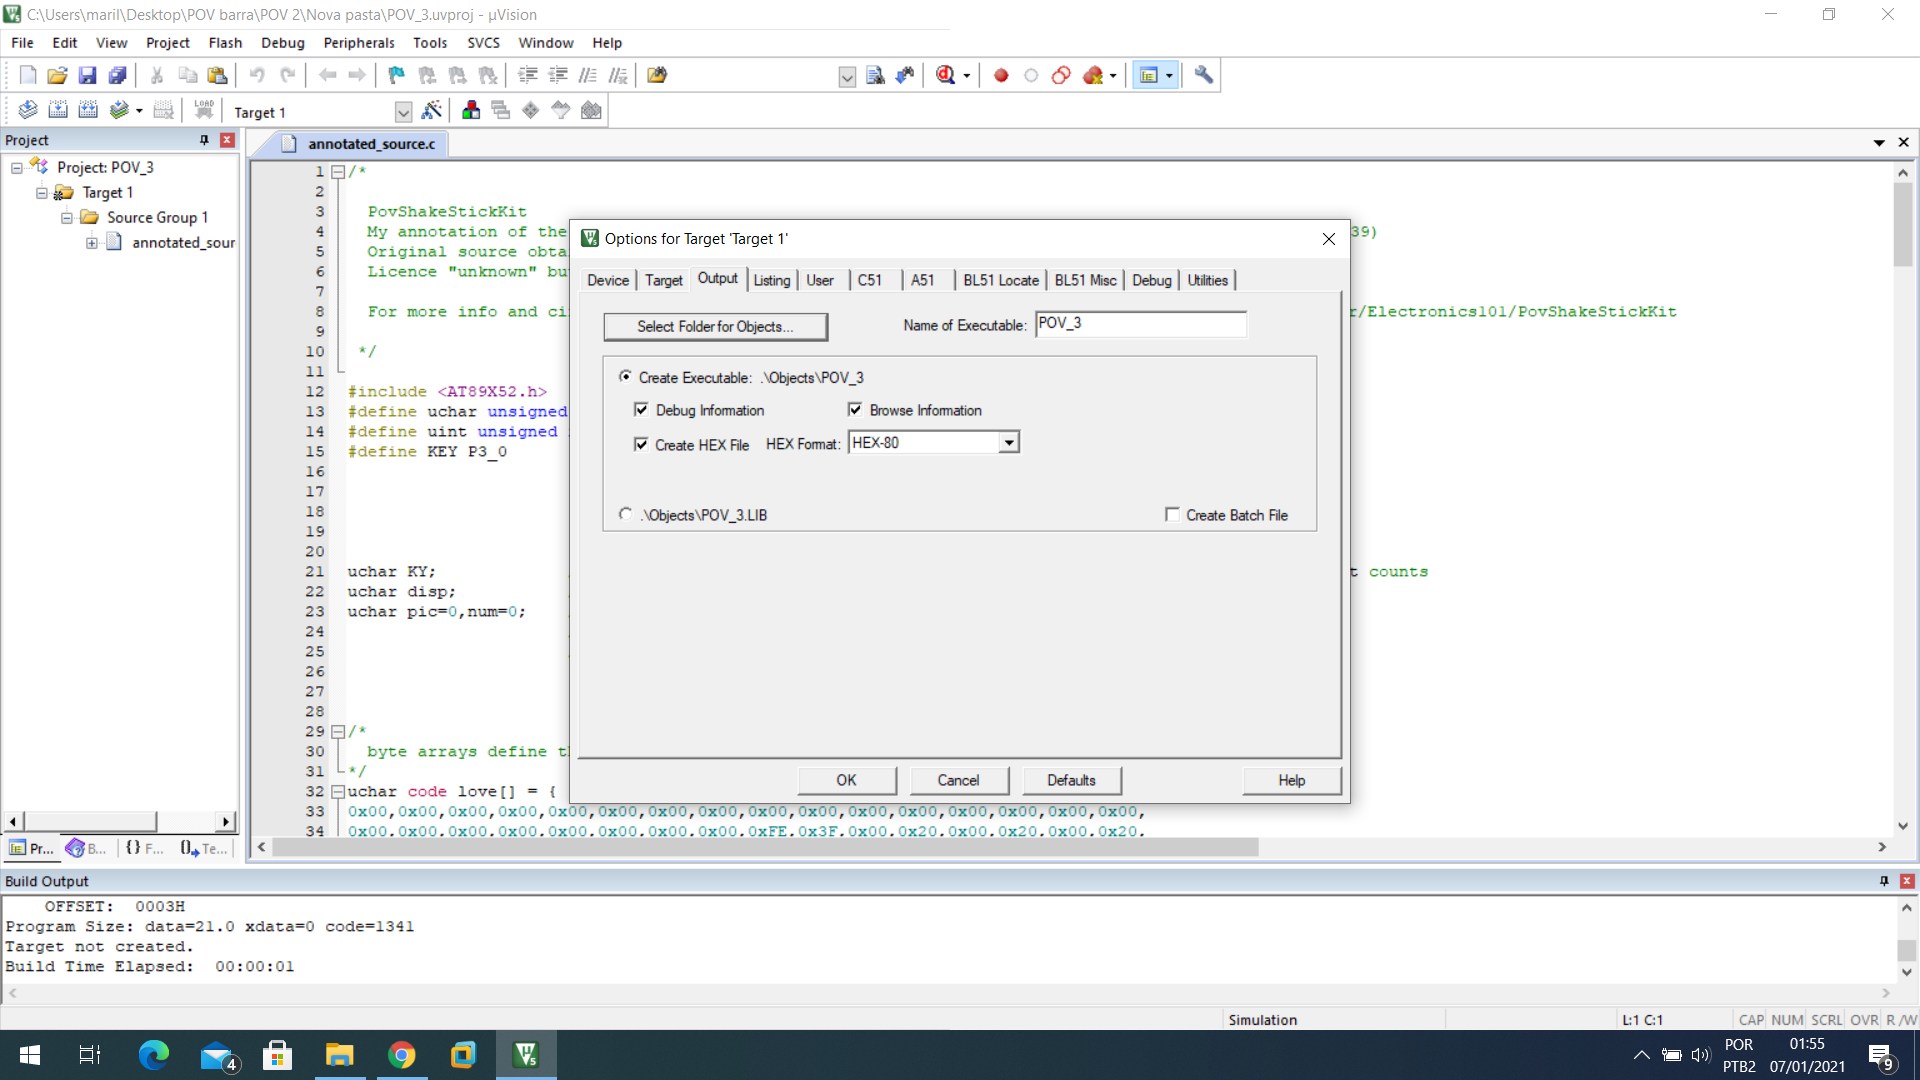 C:\Users\maril\Desktop\POV barra\POV 2\Nova pasta\POV_3.uvproj - µVision
File Edit View Project Flash Debug Peripherals Tools SVCS Window Help
LOAD Target 1
Project
Project: POV_3
Target 1
Source Group 1
annotated_sour
Pr... B... {} F... Te...
annotated_source.c
1 /*
2
3 PovShakeStickKit
4 My annotation of the 39)
5 Original source obta
6 Licence "unknown" bu
7
8 For more info and ci r/Electronics101/PovShakeStickKit
9
10 */
11
12 #include <AT89X52.h>
13 #define uchar unsigned
14 #define uint unsigned
15 #define KEY P3_0
16
17
18
19
20
21 uchar KY; t counts
22 uchar disp;
23 uchar pic=0,num=0;
24
25
26
27
28
29 /*
30 byte arrays define t
31 */
32 uchar code love[] = {
33 0x00,0x00,0x00,0x00,0x00,0x00,0x00,0x00,0x00,0x00,0x00,0x00,0x00,0x00,0x00,0x00,
34 0x00,0x00,0x00,0x00,0x00,0x00,0x00,0x00,0xFE,0x3F,0x00,0x20,0x00,0x20,0x00,0x20,
Options for Target 'Target 1'
Device Target Output Listing User C51 A51 BL51 Locate BL51 Misc Debug Utilities
Select Folder for Objects... Name of Executable: POV_3
Create Executable: .\Objects\POV_3
Debug Information Browse Information
Create HEX File HEX Format: HEX-80
.\Objects\POV_3.LIB Create Batch File
OK Cancel Defaults Help
Build Output
OFFSET: 0003H
Program Size: data=21.0 xdata=0 code=1341
Target not created.
Build Time Elapsed: 00:00:01
Simulation L:1 C:1 CAP NUM SCRL OVR R/W
4 POR 01:55
PTB2 07/01/2021 9